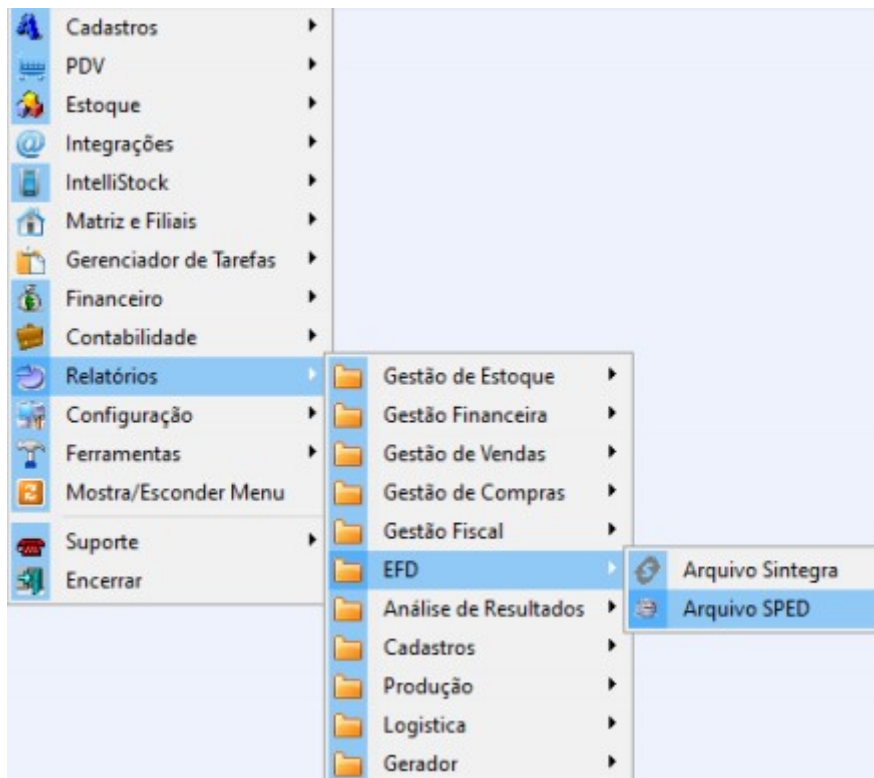 Cadastros
PDV
Estoque
Integrações
IntelliStock
Matriz e Filiais
Gerenciador de Tarefas
Financeiro
Contabilidade
Relatórios
Configuração
Ferramentas
Mostra/Esconder Menu
Suporte
Encerrar
Gestão de Estoque
Gestão Financeira
Gestão de Vendas
Gestão de Compras
Gestão Fiscal
EFD
Análise de Resultados
Cadastros
Produção
Logistica
Gerador
Arquivo Sintegra
Arquivo SPED